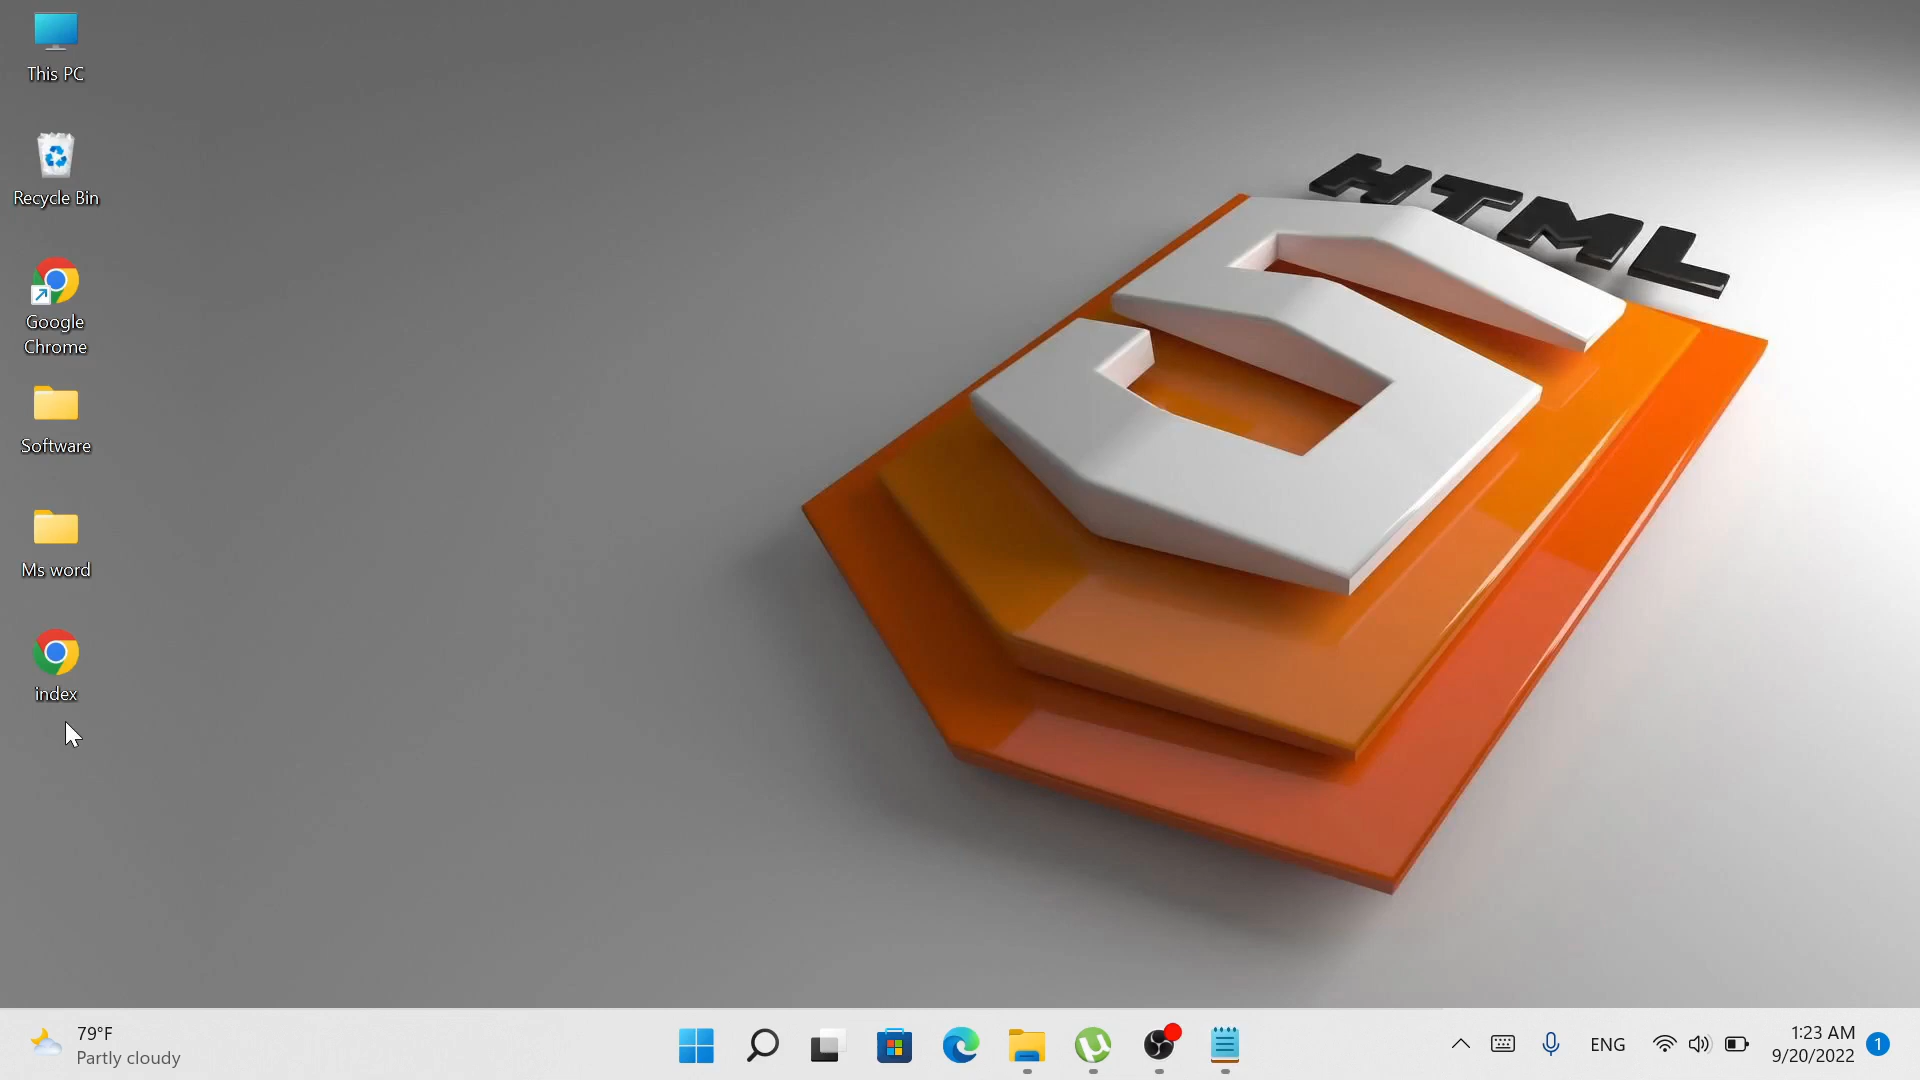 This PC
Recycle Bin
Google
Chrome
Software
Ms word
index
HTML
5
79°F
Partly cloudy
ENG
1:23 AM
9/20/2022
1